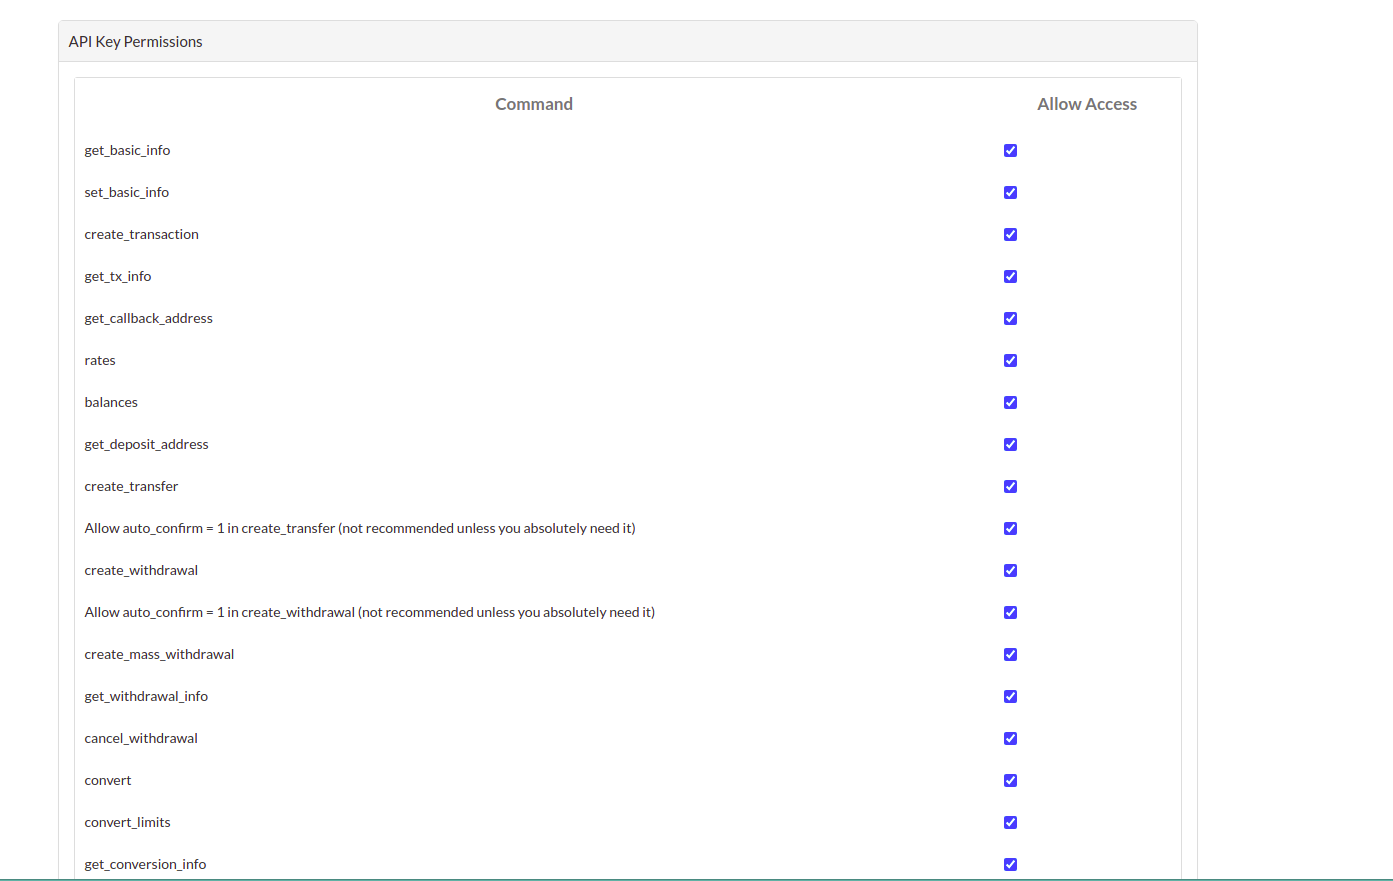 API Key Permissions
Command Allow Access
get_basic_info
set_basic_info
create_transaction
get_tx_info
get_callback_address
rates
balances
get_deposit_address
create_transfer
Allow auto_confirm = 1 in create_transfer (not recommended unless you absolutely need it)
create_withdrawal
Allow auto_confirm = 1 in create_withdrawal (not recommended unless you absolutely need it)
create_mass_withdrawal
get_withdrawal_info
cancel_withdrawal
convert
convert_limits
get_conversion_info